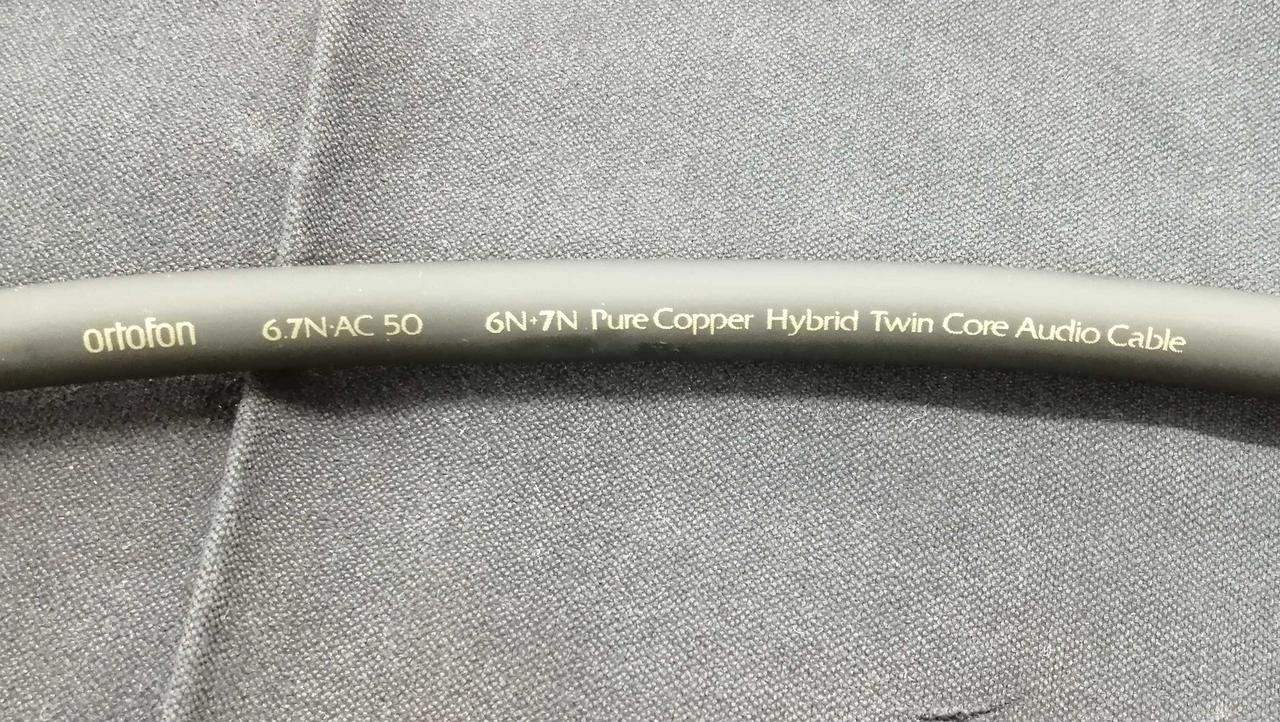 ortofon 6.7N·AC 50 6N+7N Pure Copper Hybrid Twin Core Audio Cable